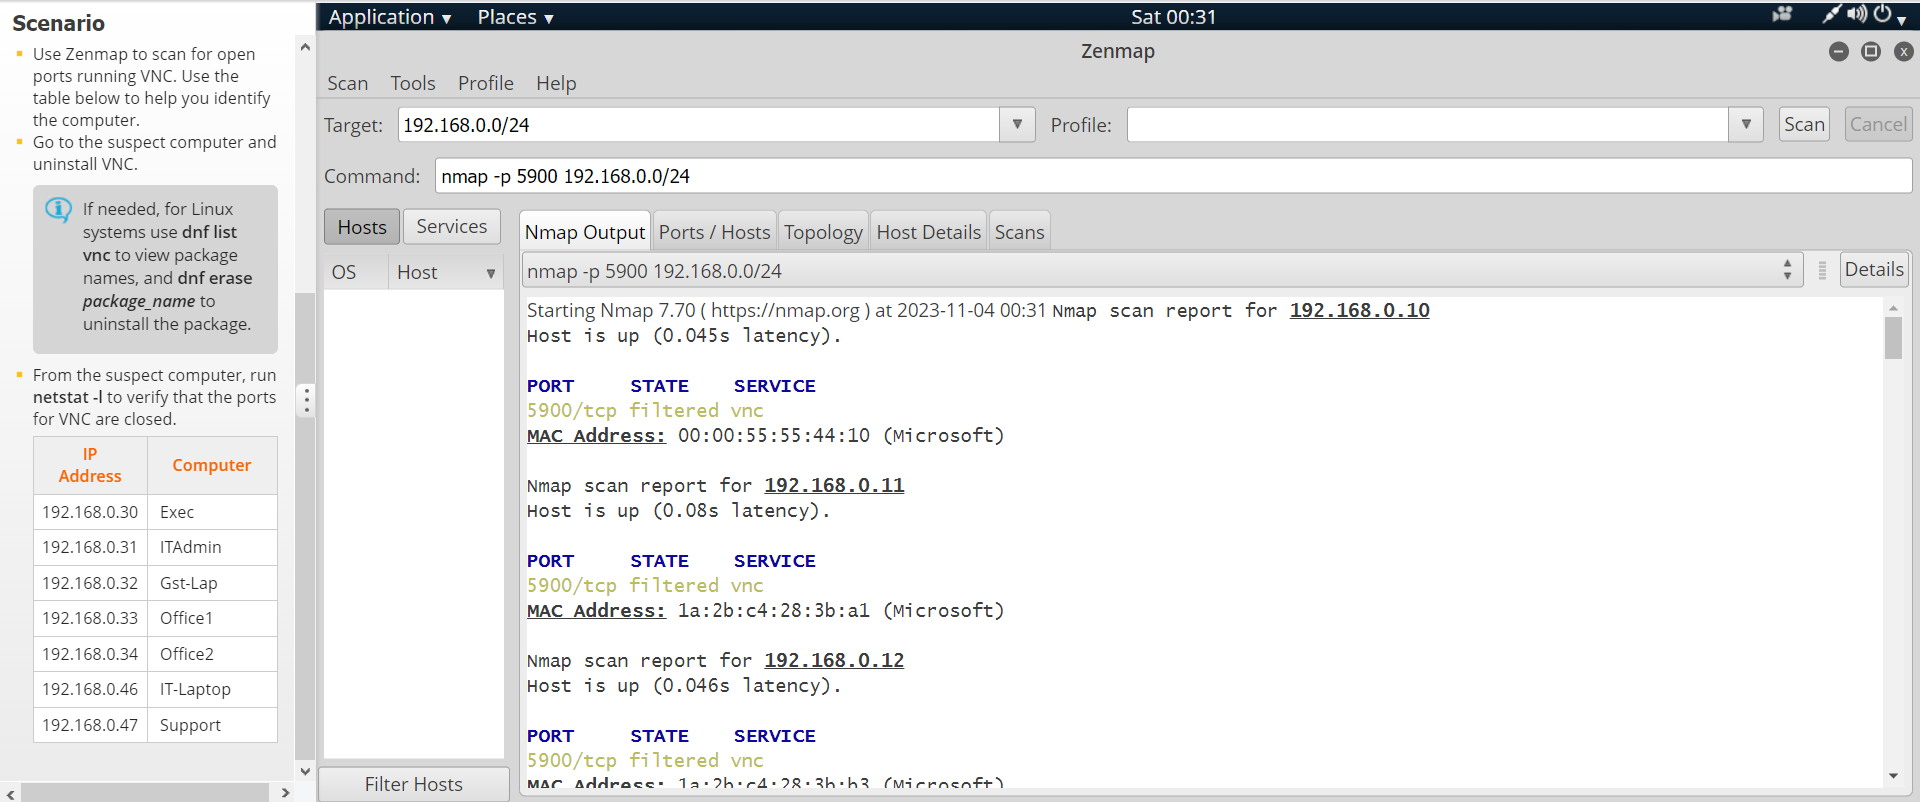 Scenario
Use Zenmap to scan for open
ports running VNC. Use the
table below to help you identify
the computer.
Go to the suspect computer and
uninstall VNC.
If needed, for Linux
systems use dnf list
vnc to view package
names, and dnf erase
package_name to
uninstall the package.
From the suspect computer, run
netstat -l to verify that the ports
for VNC are closed.
IP Address Computer
192.168.0.30 Exec
192.168.0.31 ITAdmin
192.168.0.32 Gst-Lap
192.168.0.33 Office1
192.168.0.34 Office2
192.168.0.46 IT-Laptop
192.168.0.47 Support
Application Places Sat 00:31
Zenmap
Scan Tools Profile Help
Target: 192.168.0.0/24 Profile: Scan Cancel
Command: nmap -p 5900 192.168.0.0/24
Hosts Services
OS Host
Filter Hosts
Nmap Output Ports / Hosts Topology Host Details Scans
nmap -p 5900 192.168.0.0/24 Details
Starting Nmap 7.70 ( https://nmap.org ) at 2023-11-04 00:31 Nmap scan report for 192.168.0.10
Host is up (0.045s latency).
PORT STATE SERVICE
5900/tcp filtered vnc
MAC Address: 00:00:55:55:44:10 (Microsoft)
Nmap scan report for 192.168.0.11
Host is up (0.08s latency).
PORT STATE SERVICE
5900/tcp filtered vnc
MAC Address: 1a:2b:c4:28:3b:a1 (Microsoft)
Nmap scan report for 192.168.0.12
Host is up (0.046s latency).
PORT STATE SERVICE
5900/tcp filtered vnc
MAC Address: 1a:2b:c4:28:3b:b3 (Microsoft)